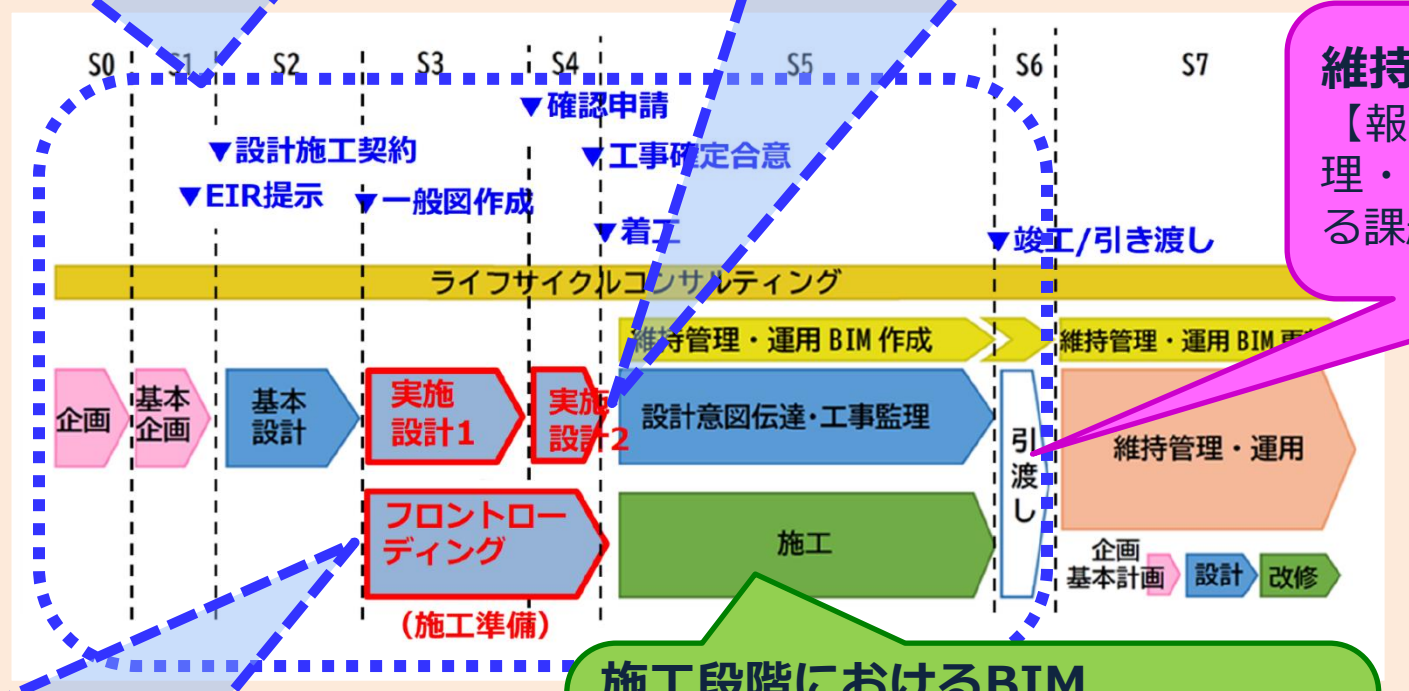 S0 S1 S2 S3 S4 S5 S6 S7
▼確認申請
▼設計施工契約
▼工事確定合意
▼EIR提示
▼一般図作成
▼着工
▼竣工/引き渡し
維持
【報
理・
る課
ライフサイクルコンサルティング
維持管理・運用 BIM 作成
維持管理・運用 BIM 更
企画
基本
企画
基本
設計
実施
設計1
実施
設計2
設計意図伝達・工事監理
引
渡
し
維持管理・運用
フロントロー
ディング
(施工準備)
施工
企画
基本計画
設計
改修
施工段階におけるBIM